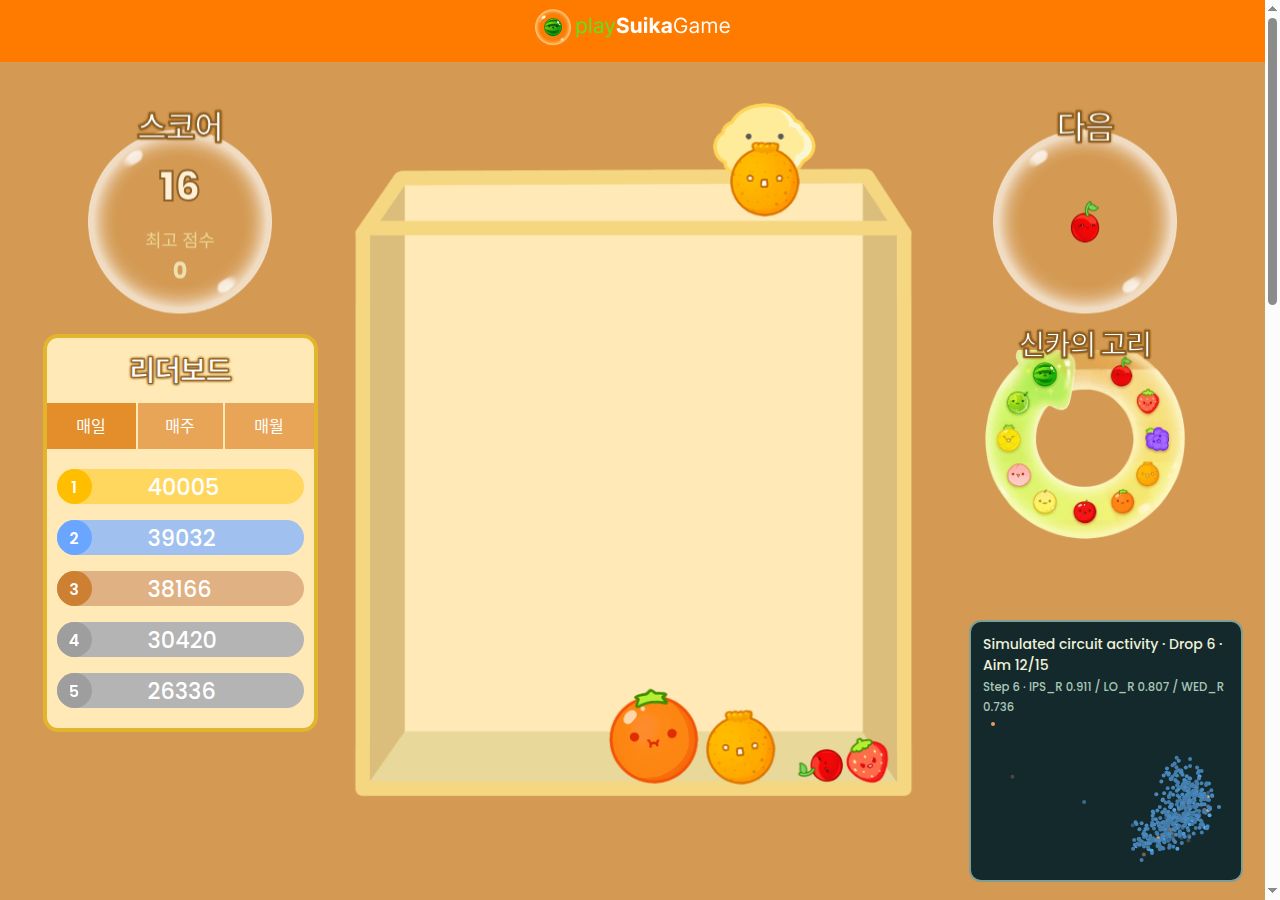 playSuikaGame
스코어
16
최고 점수
0
다음
신카의 고리
리더보드
매일
매주
매월
1 40005
2 39032
3 38166
4 30420
5 26336
Simulated circuit activity · Drop 6 ·
Aim 12/15
Step 6 · IPS_R 0.911 / LO_R 0.807 / WED_R
0.736